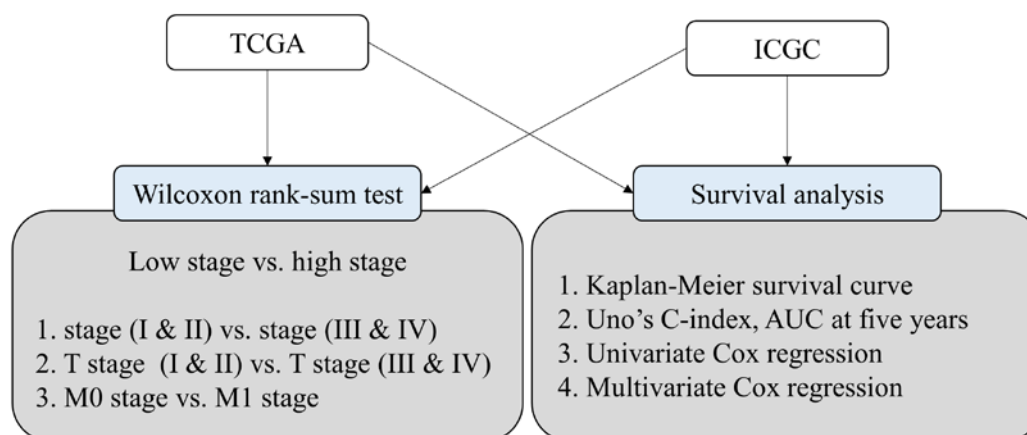 TCGA
ICGC
Wilcoxon rank-sum test
Low stage vs. high stage
1. stage (I & II) vs. stage (III & IV)
2. T stage (I & II) vs. T stage (III & IV)
3. M0 stage vs. M1 stage
Survival analysis
1. Kaplan-Meier survival curve
2. Uno's C-index, AUC at five years
3. Univariate Cox regression
4. Multivariate Cox regression